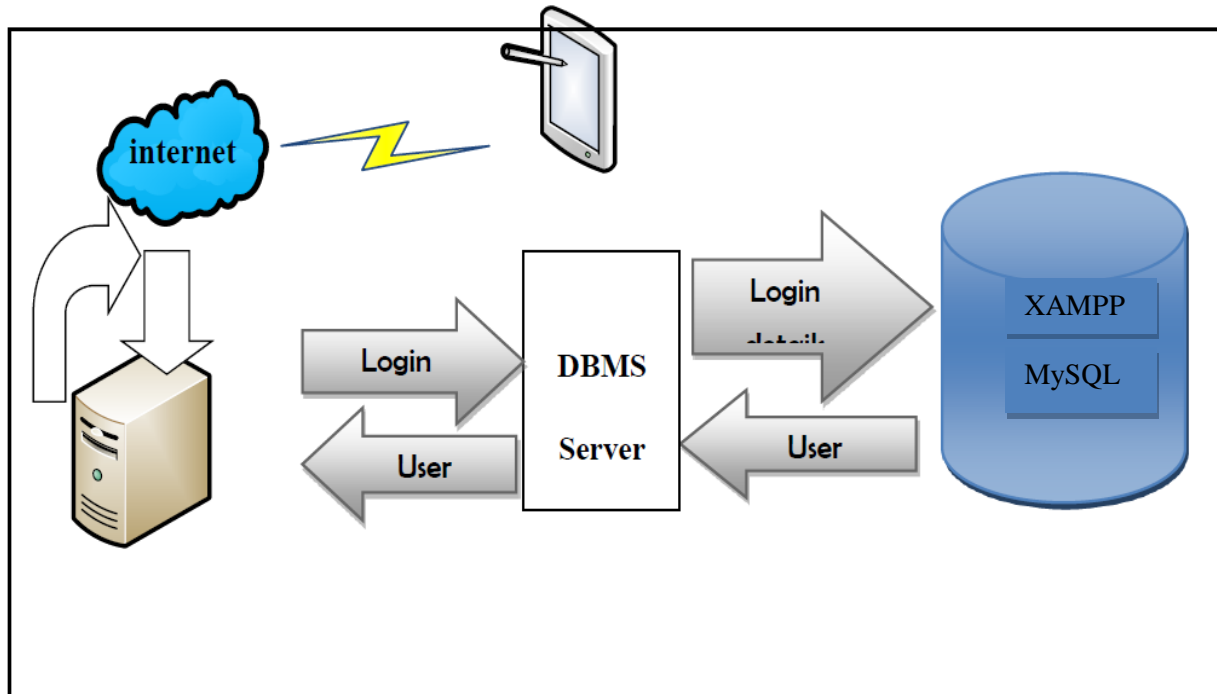 internet
Login
User
DBMS
Server
Login
User
XAMPP
MySQL